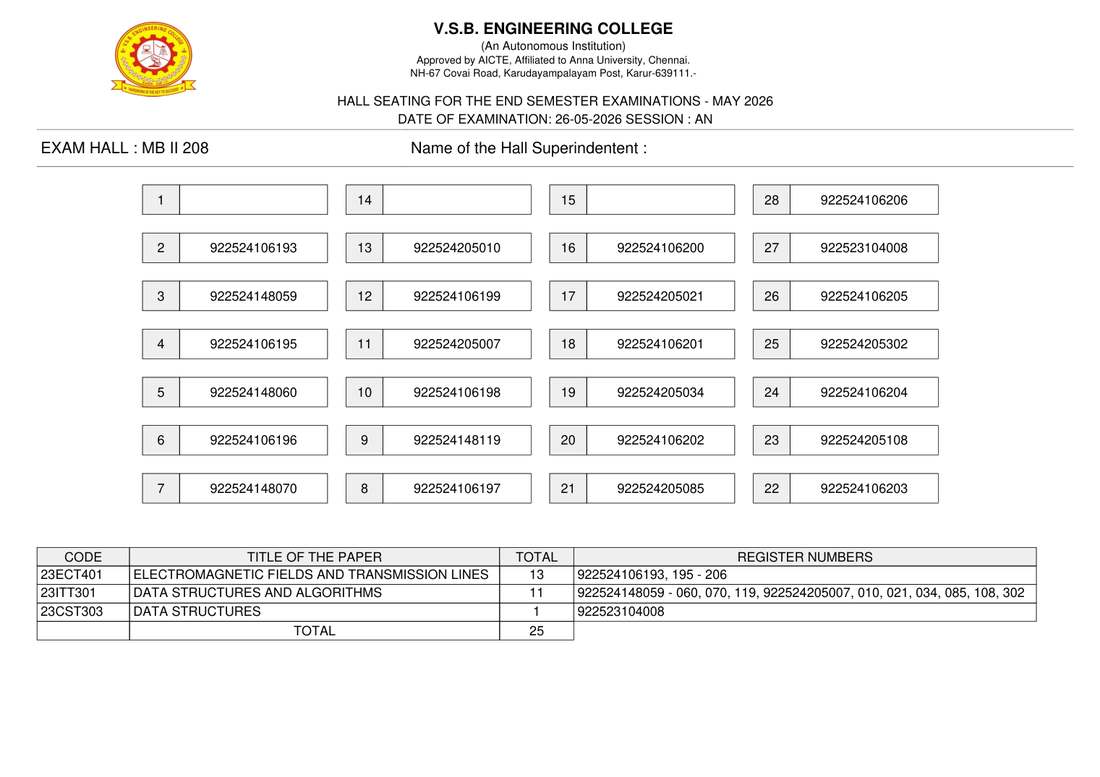 V.S.B. ENGINEERING COLLEGE
(An Autonomous Institution)
Approved by AICTE, Affiliated to Anna University, Chennai.
NH-67 Covai Road, Karudayampalayam Post, Karur-639111.-
HALL SEATING FOR THE END SEMESTER EXAMINATIONS - MAY 2026
DATE OF EXAMINATION: 26-05-2026 SESSION : AN
EXAM HALL : MB II 208 Name of the Hall Superindentent :
1 14 15 28 922524106206
2 922524106193 13 922524205010 16 922524106200 27 922523104008
3 922524148059 12 922524106199 17 922524205021 26 922524106205
4 922524106195 11 922524205007 18 922524106201 25 922524205302
5 922524148060 10 922524106198 19 922524205034 24 922524106204
6 922524106196 9 922524148119 20 922524106202 23 922524205108
7 922524148070 8 922524106197 21 922524205085 22 922524106203
CODE TITLE OF THE PAPER TOTAL REGISTER NUMBERS
23ECT401 ELECTROMAGNETIC FIELDS AND TRANSMISSION LINES 13 922524106193, 195 - 206
23ITT301 DATA STRUCTURES AND ALGORITHMS 11 922524148059 - 060, 070, 119, 922524205007, 010, 021, 034, 085, 108, 302
23CST303 DATA STRUCTURES 1 922523104008
TOTAL 25